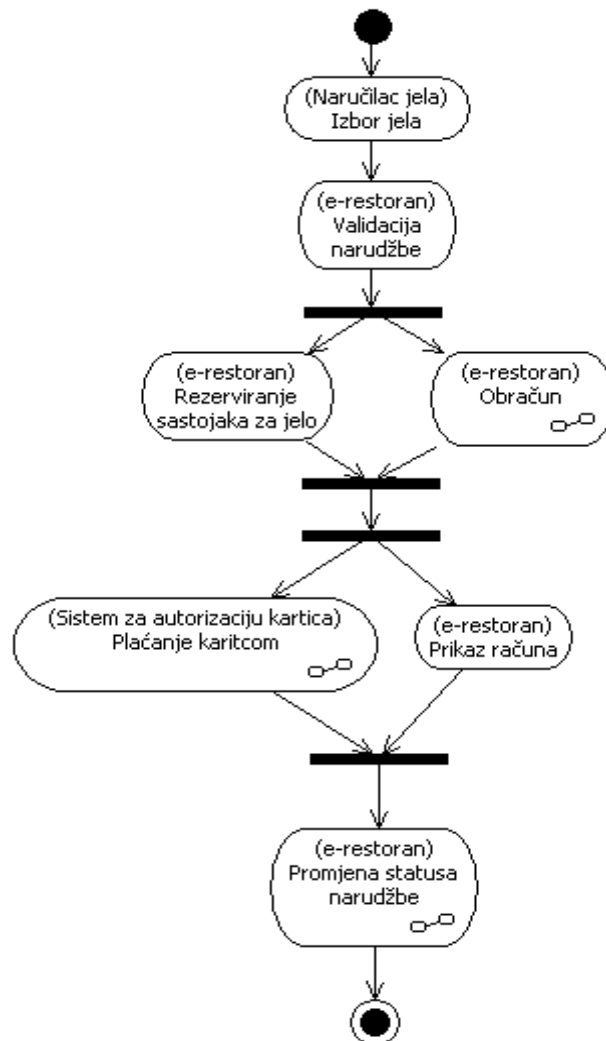 (Naručilac jela)
Izbor jela
(e-restoran)
Validacija
narudžbe
(e-restoran)
Rezerviranje
sastojaka za jelo
(e-restoran)
Obračun
(Sistem za autorizaciju kartica)
Plaćanje karitcom
(e-restoran)
Prikaz računa
(e-restoran)
Promjena statusa
narudžbe